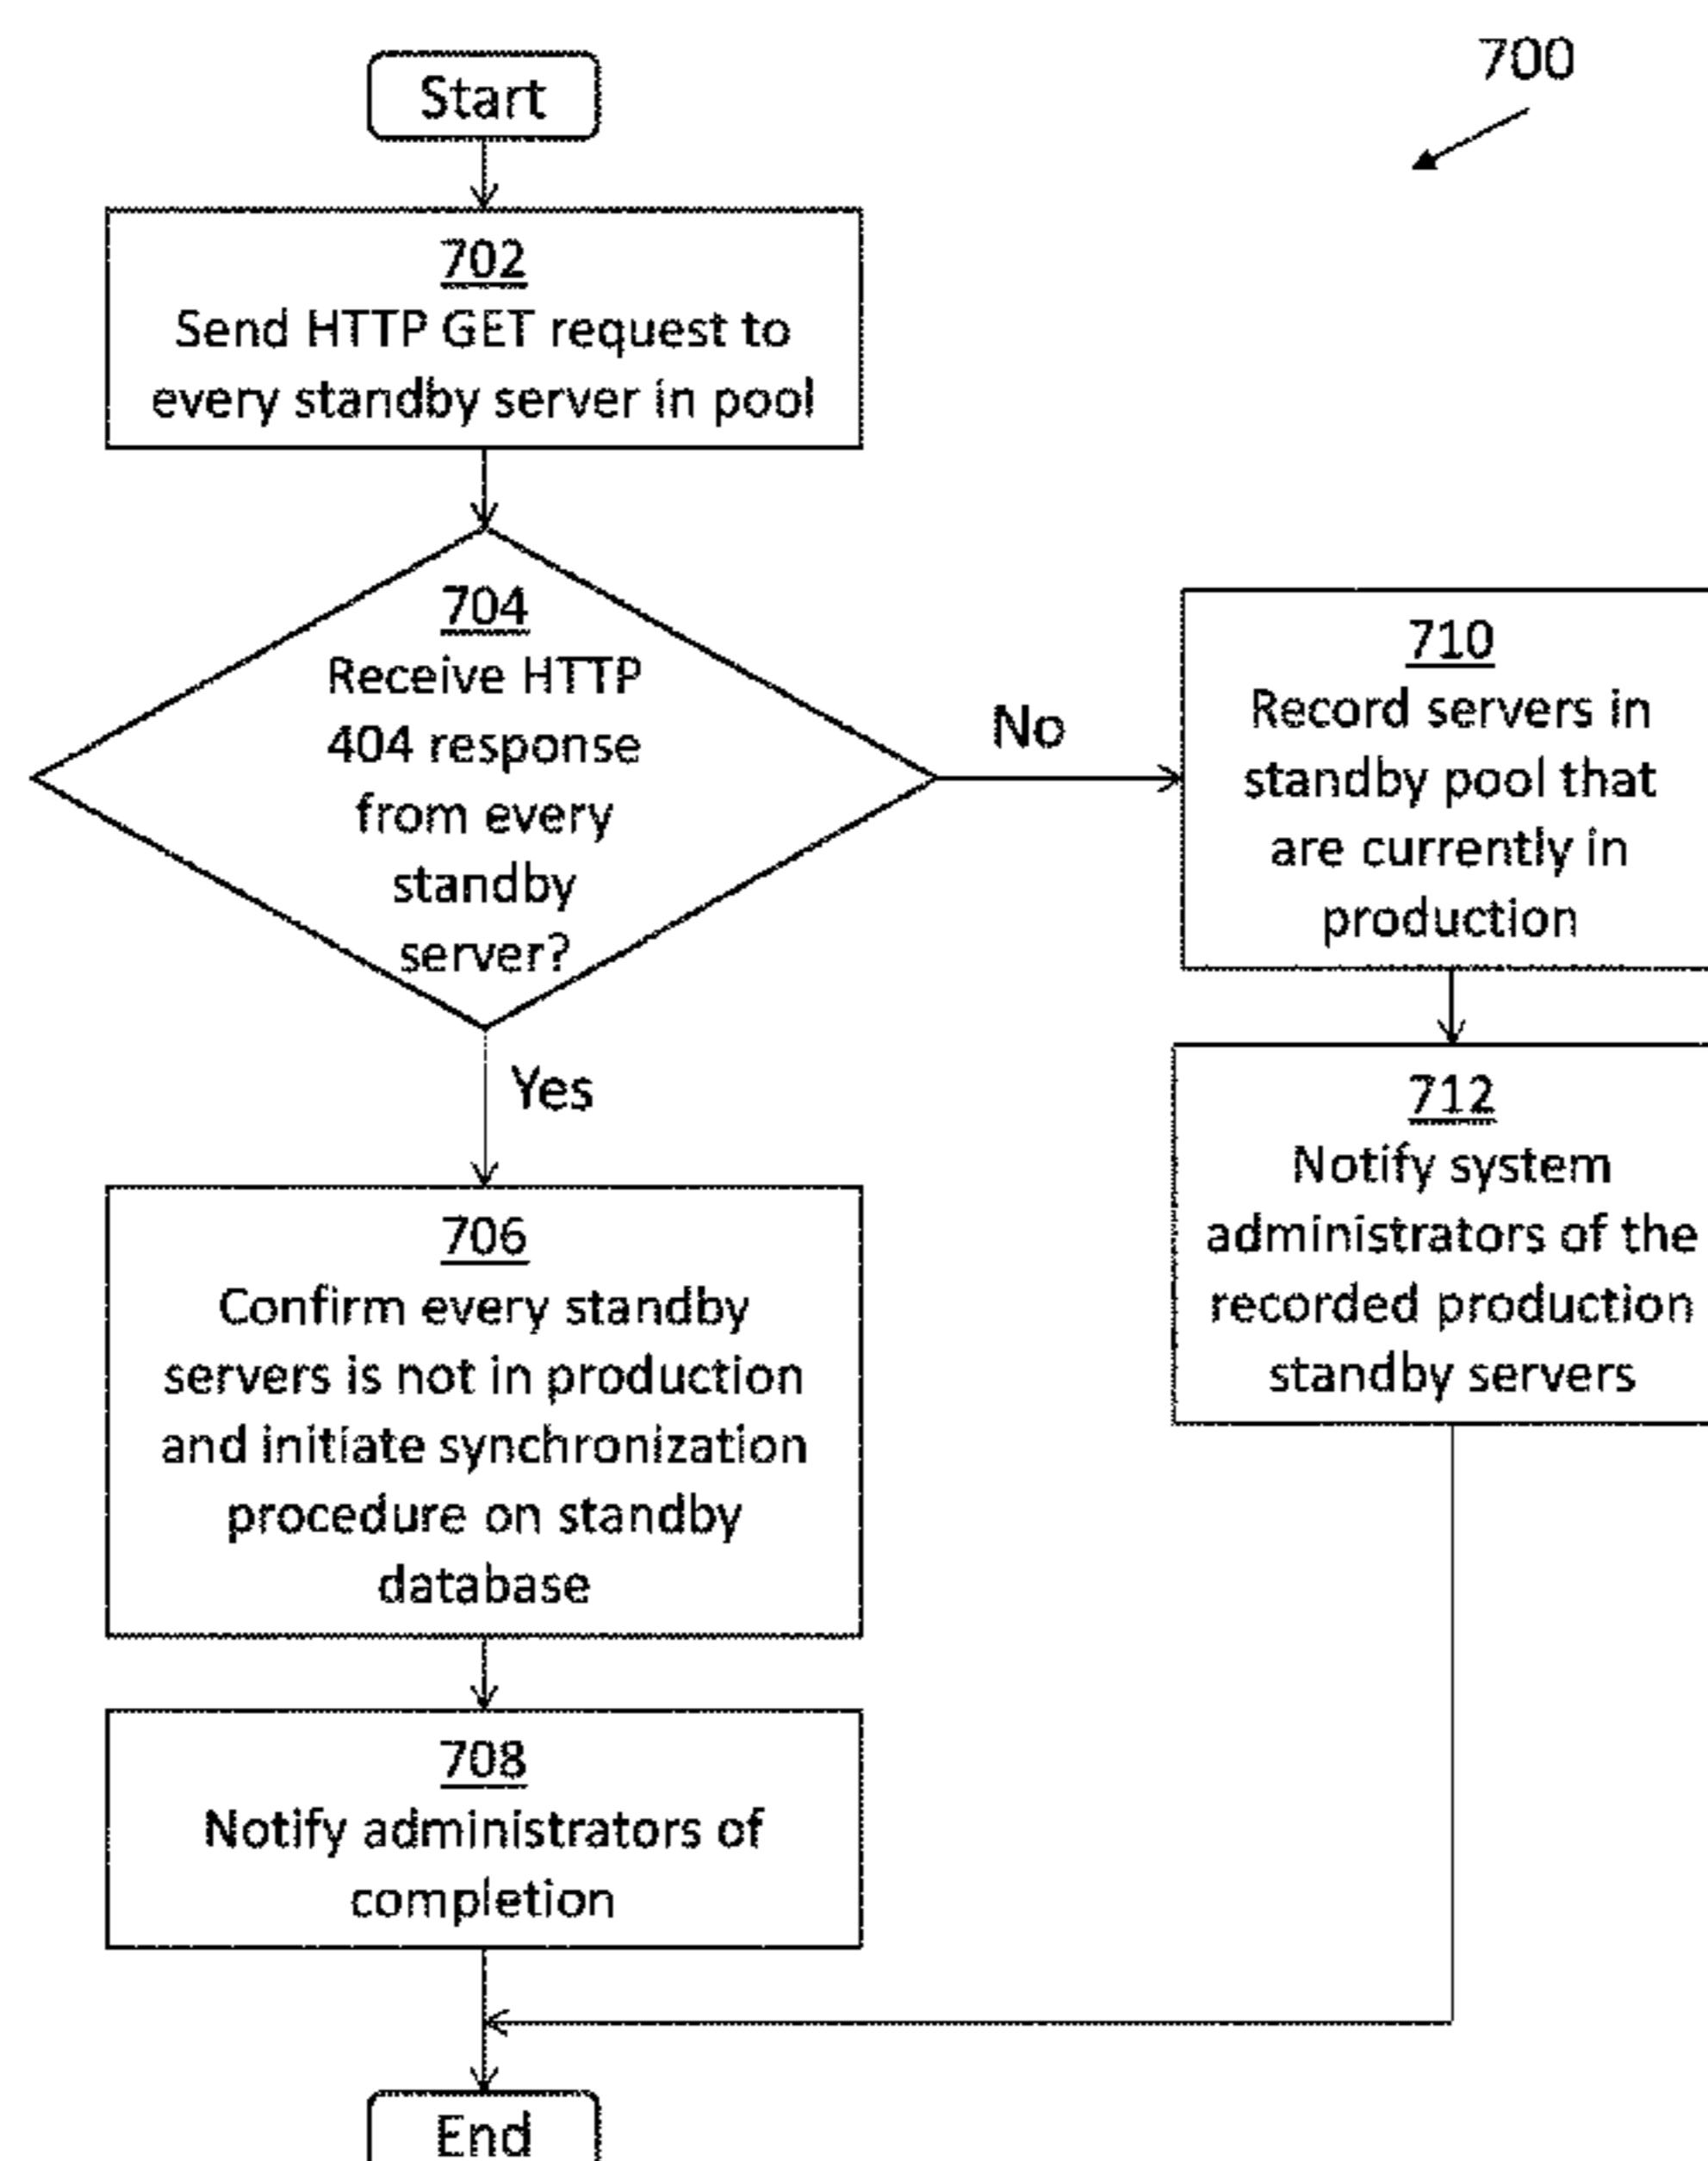 700
Start
702
Send HTTP GET request to
every standby server in pool
704
Receive HTTP
404 response
from every
standby
server?
No
710
Record servers in
standby pool that
are currently in
production
712
Notify system
administrators of the
recorded production
standby servers
Yes
706
Confirm every standby
servers is not in production
and initiate synchronization
procedure on standby
database
708
Notify administrators of
completion
End